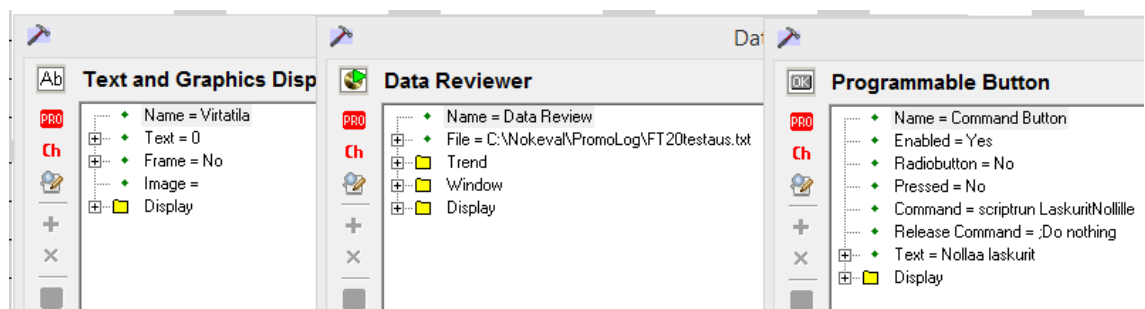 Ab Text and Graphics Disp
PRO
Ch
Name = Virtatila
Text = 0
Frame = No
Image =
Display
Data Reviewer
PRO
Ch
Name = Data Review
File = C:\Nokeval\PromoLog\FT20testaus.txt
Trend
Window
Display
OK Programmable Button
PRO
Ch
Name = Command Button
Enabled = Yes
Radiobutton = No
Pressed = No
Command = scriptrun LaskuritNollille
Release Command = ;Do nothing
Text = Nollaa laskurit
Display